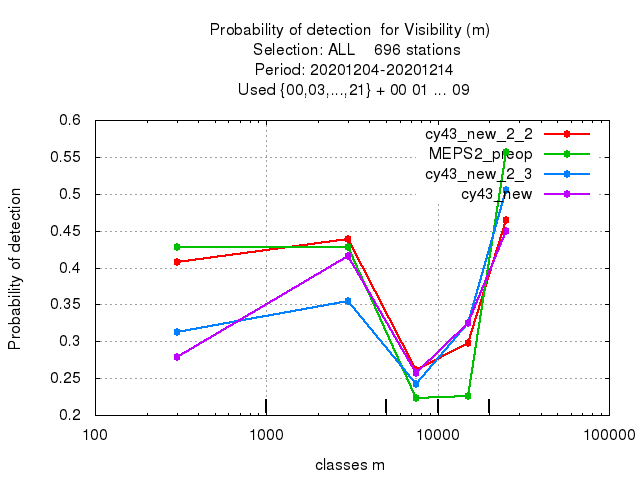 Probability of detection  for Visibility (m)
Selection: ALL    696 stations
Period: 20201204-20201214
Used {00,03,...,21} + 00 01 ... 09
cy43_new_2_2
MEPS2_preop
cy43_new_2_3
cy43_new
Probability of detection
0.6
0.55
0.5
0.45
0.4
0.35
0.3
0.25
0.2
100
1000
10000
100000
classes m